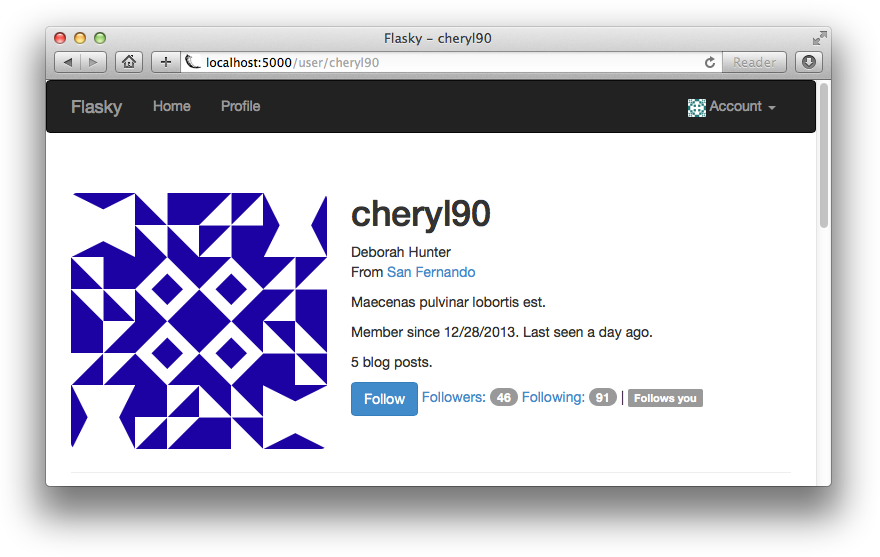 Flasky - cheryl90
localhost:5000/user/cheryl90
Reader
Flasky Home Profile Account
cheryl90
Deborah Hunter
From San Fernando
Maecenas pulvinar lobortis est.
Member since 12/28/2013. Last seen a day ago.
5 blog posts.
Follow Followers: 46 Following: 91 | Follows you